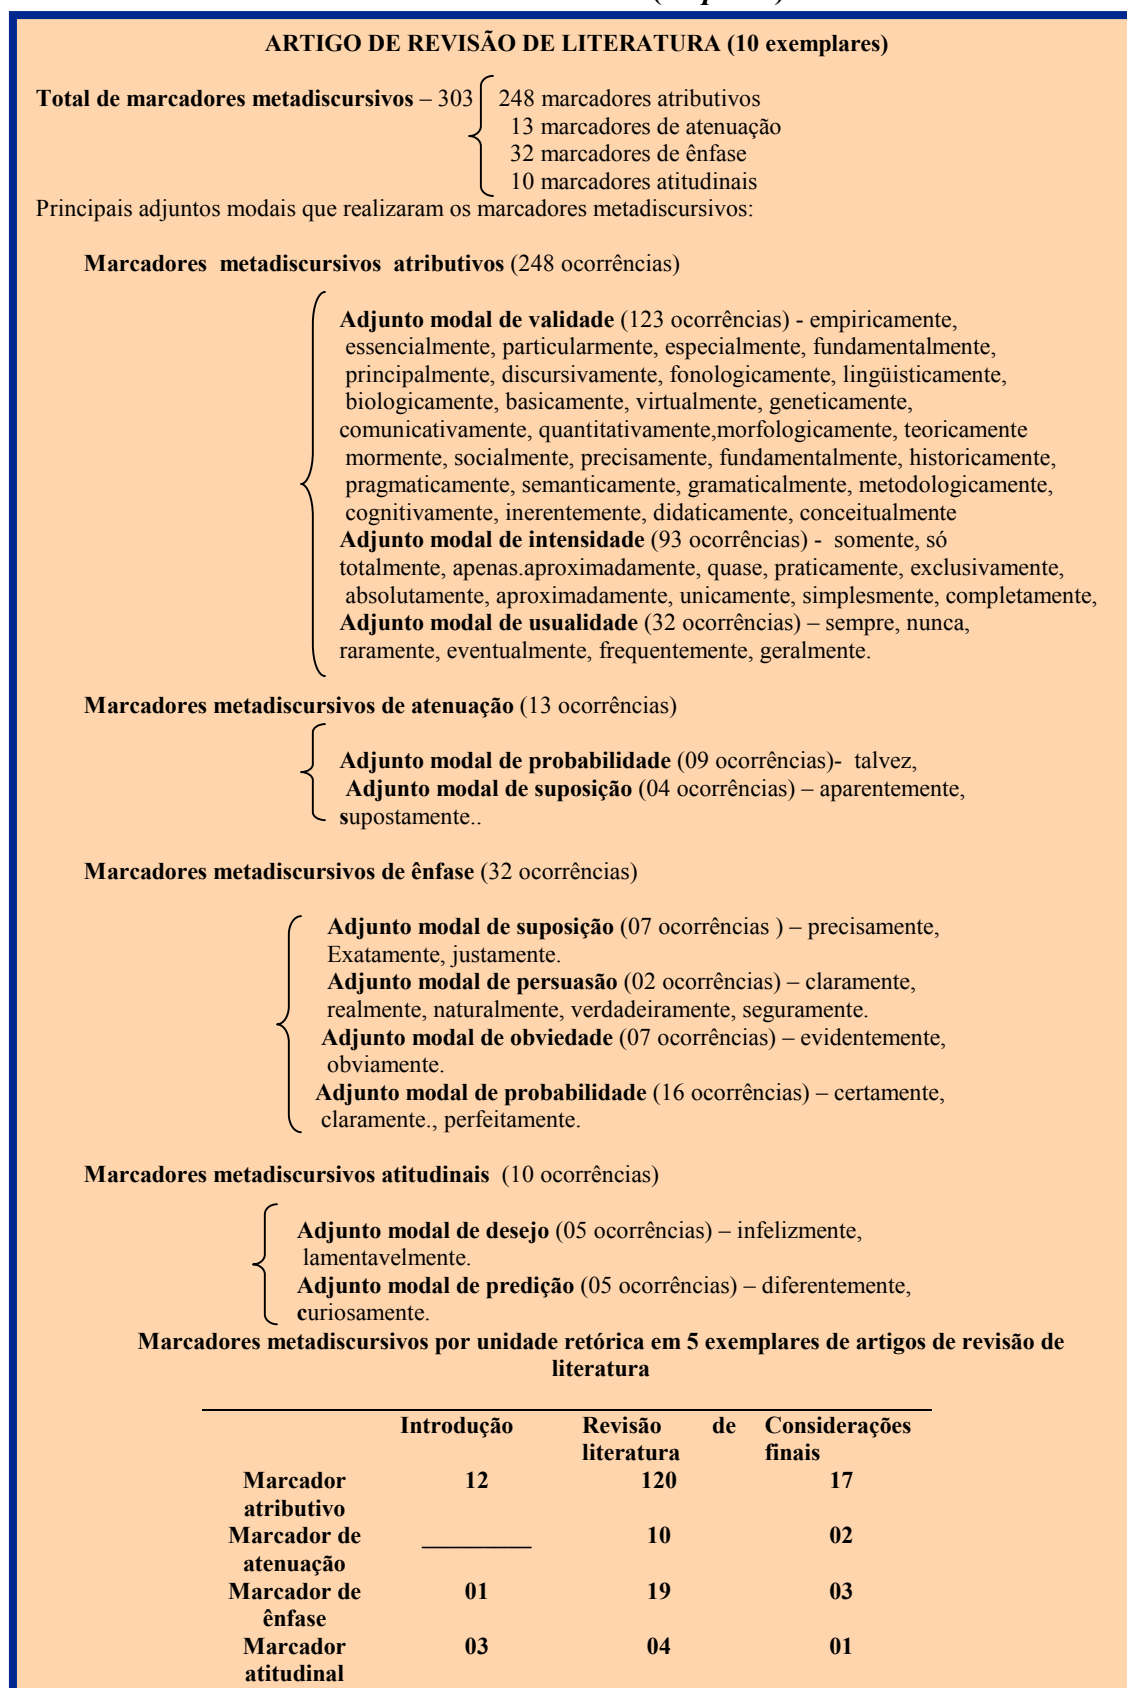 ARTIGO DE REVISÃO DE LITERATURA (10 exemplares)
Total de marcadores metadiscursivos – 303 248 marcadores atributivos
13 marcadores de atenuação
32 marcadores de ênfase
10 marcadores atitudinais
Principais adjuntos modais que realizaram os marcadores metadiscursivos:
Marcadores metadiscursivos atributivos (248 ocorrências)
Adjunto modal de validade (123 ocorrências) - empiricamente,
essencialmente, particularmente, especialmente, fundamentalmente,
principalmente, discursivamente, fonologicamente, lingüisticamente,
biologicamente, basicamente, virtualmente, geneticamente,
comunicativamente, quantitativamente,morfologicamente, teoricamente
mormente, socialmente, precisamente, fundamentalmente, historicamente,
pragmaticamente, semanticamente, gramaticalmente, metodologicamente,
cognitivamente, inerentemente, didaticamente, conceitualmente
Adjunto modal de intensidade (93 ocorrências) - somente, só
totalmente, apenas.aproximadamente, quase, praticamente, exclusivamente,
absolutamente, aproximadamente, unicamente, simplesmente, completamente,
Adjunto modal de usualidade (32 ocorrências) – sempre, nunca,
raramente, eventualmente, frequentemente, geralmente.
Marcadores metadiscursivos de atenuação (13 ocorrências)
Adjunto modal de probabilidade (09 ocorrências)- talvez,
Adjunto modal de suposição (04 ocorrências) – aparentemente,
supostamente..
Marcadores metadiscursivos de ênfase (32 ocorrências)
Adjunto modal de suposição (07 ocorrências ) – precisamente,
Exatamente, justamente.
Adjunto modal de persuasão (02 ocorrências) – claramente,
realmente, naturalmente, verdadeiramente, seguramente.
Adjunto modal de obviedade (07 ocorrências) – evidentemente,
obviamente.
Adjunto modal de probabilidade (16 ocorrências) – certamente,
claramente., perfeitamente.
Marcadores metadiscursivos atitudinais (10 ocorrências)
Adjunto modal de desejo (05 ocorrências) – infelizmente,
lamentavelmente.
Adjunto modal de predição (05 ocorrências) – diferentemente,
curiosamente.
Marcadores metadiscursivos por unidade retórica em 5 exemplares de artigos de revisão de
literatura
Introdução Revisão de Considerações
literatura finais
Marcador 12 120 17
atributivo
Marcador de _________ 10 02
atenuação
Marcador de 01 19 03
ênfase
Marcador 03 04 01
atitudinal